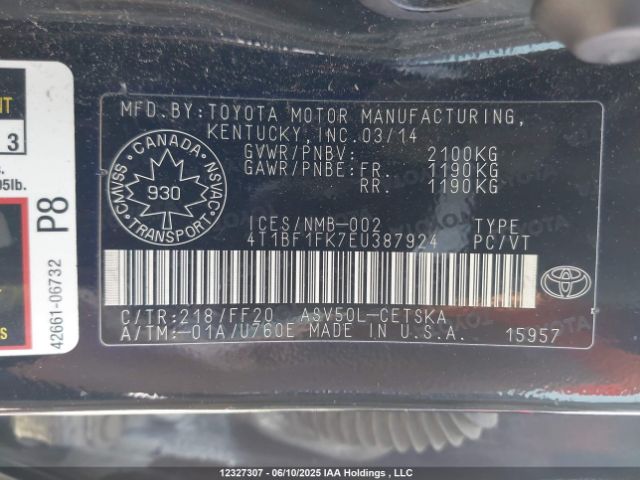 NT
3
s.
95lb.
S
P8
42661-06732
MFD.BY:TOYOTA MOTOR MANUFACTURING,
KENTUCKY,INC.03/14
GVWR/PNBV: 2100KG
GAWR/PNBE:FR. 1190KG
RR. 1190KG
CANADA
CMVSS
NSVAC
930
TRANSPORT
ICES/NMB-002 TYPE
4T1BF1FK7EU387924 PC/VT
C/TR:218/FF20 ASV50L-CETSKA
A/TM:-01A/U760E MADE IN U.S.A. 15957
12327307 - 06/10/2025 IAA Holdings , LLC